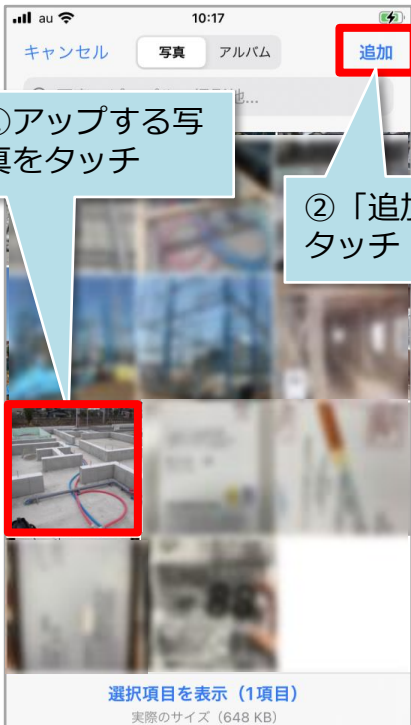 au
10:17
キャンセル
写真
アルバム
追加
①アップする写
真をタッチ
②「追加
タッチ
選択項目を表示（1項目）
実際のサイズ（648 KB）